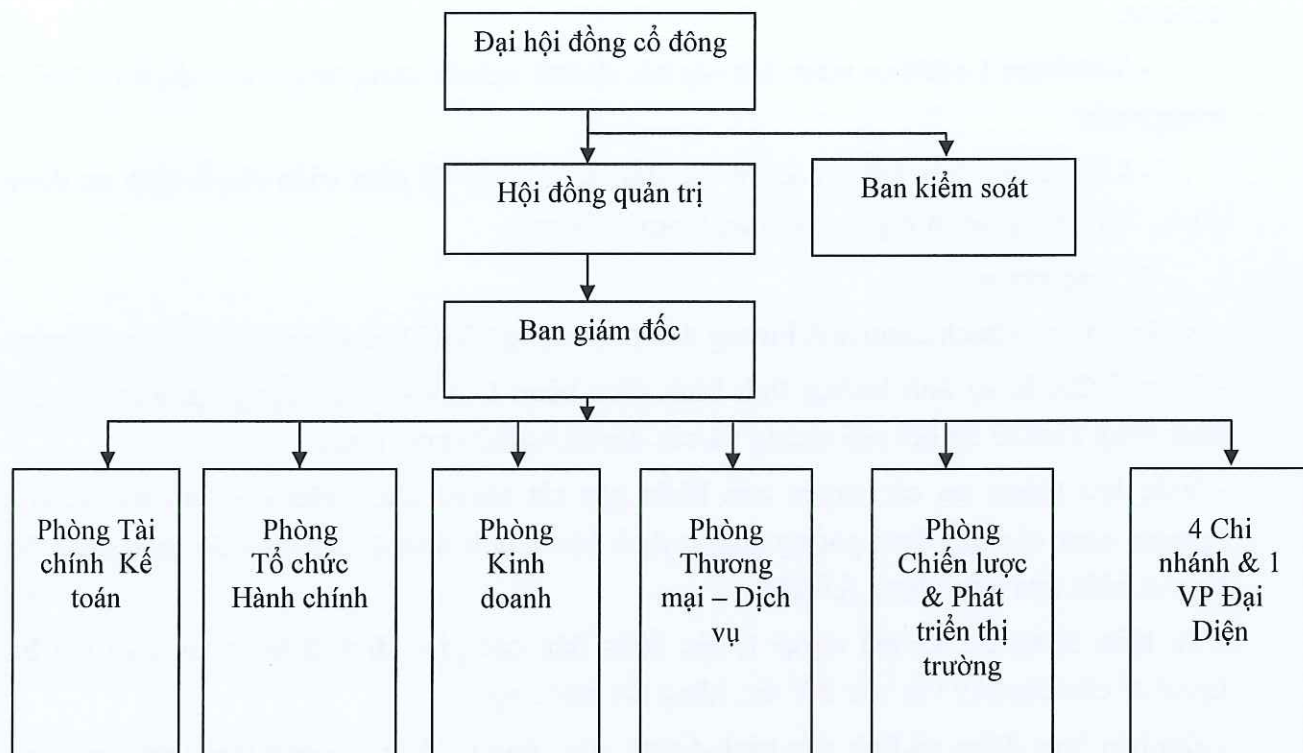 Đại hội đồng cổ đông
Hội đồng quản trị
Ban kiểm soát
Ban giám đốc
Phòng Tài
chính Kế
toán
Phòng
Tổ chức
Hành chính
Phòng
Kinh
doanh
Phòng
Thương
mại – Dịch
vụ
Phòng
Chiến lược
& Phát
triển thị
trường
4 Chi
nhánh & 1
VP Đại
Diện